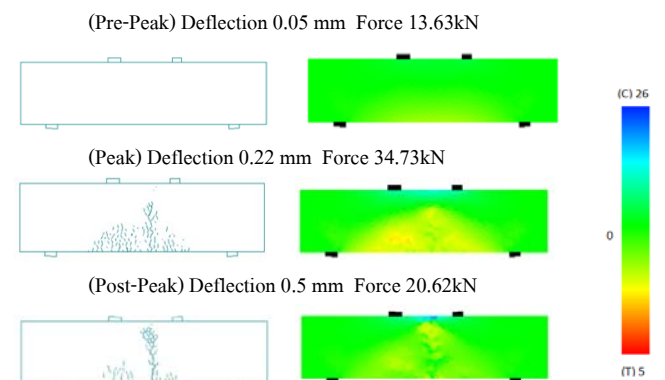 (Pre-Peak) Deflection 0.05 mm Force 13.63kN
(C) 26
(Peak) Deflection 0.22 mm Force 34.73kN
0
(Post-Peak) Deflection 0.5 mm Force 20.62kN
(T) 5